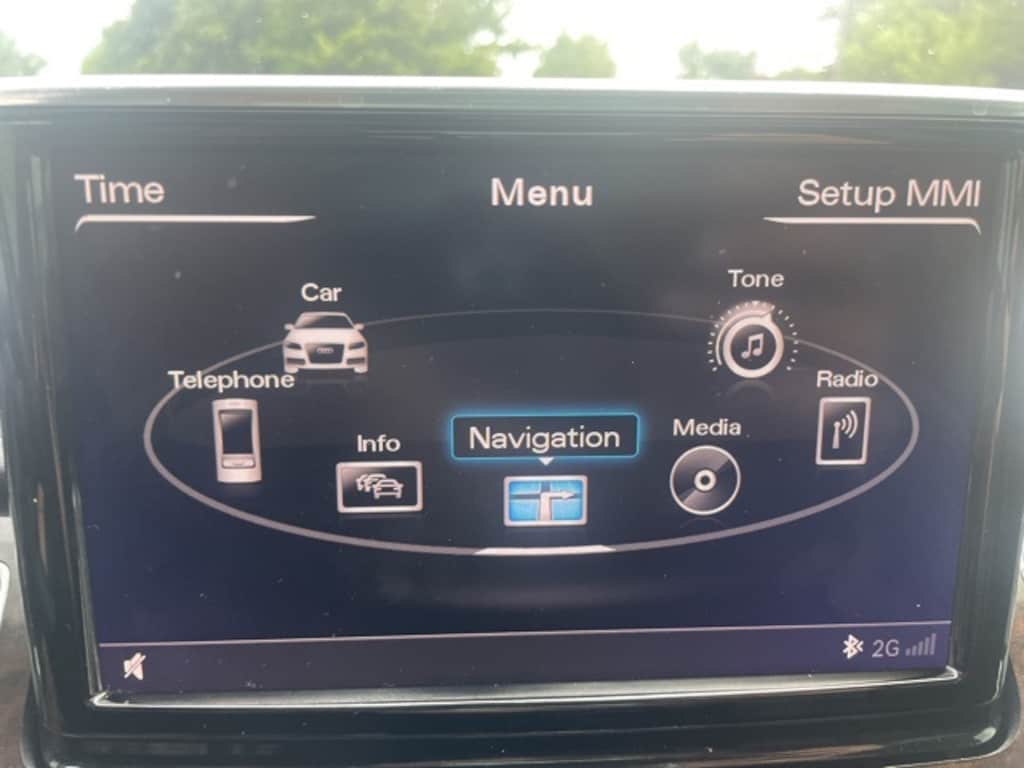 Time
Menu
Setup MMI
Car
Tone
Telephone
Radio
Info
Navigation
Media
2G